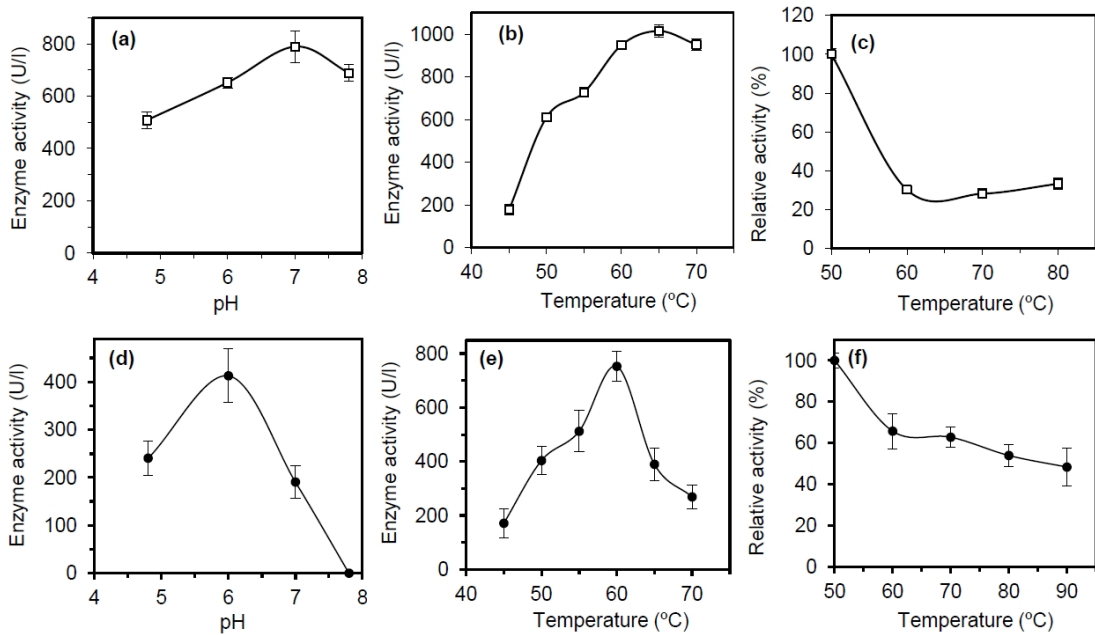 (a)
Enzyme activity (U/l)
800
600
400
200
0
4 5 6 7 8
pH
(b)
Enzyme activity (U/l)
1000
800
600
400
200
0
40 50 60 70
Temperature (ºC)
(c)
Relative activity (%)
120
100
80
60
40
20
0
50 60 70 80
Temperature (ºC)
(d)
Enzyme activity (U/l)
400
300
200
100
0
4 5 6 7 8
pH
(e)
Enzyme activity (U/l)
800
600
400
200
0
40 50 60 70
Temperature (ºC)
(f)
Relative activity (%)
100
80
60
40
20
0
50 60 70 80 90
Temperature (ºC)